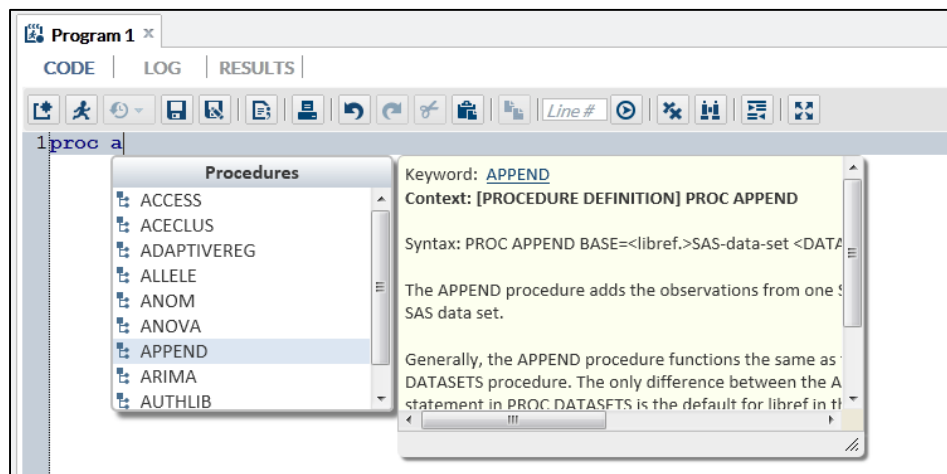 Program 1 ×
CODE LOG RESULTS
Line #
1 proc a
Procedures
ACCESS
ACECLUS
ADAPTIVEREG
ALLELE
ANOM
ANOVA
APPEND
ARIMA
AUTHLIB
Keyword: APPEND
Context: [PROCEDURE DEFINITION] PROC APPEND
Syntax: PROC APPEND BASE=<libref.>SAS-data-set <DATA
The APPEND procedure adds the observations from one
SAS data set.
Generally, the APPEND procedure functions the same as
DATASETS procedure. The only difference between the A
statement in PROC DATASETS is the default for libref in th